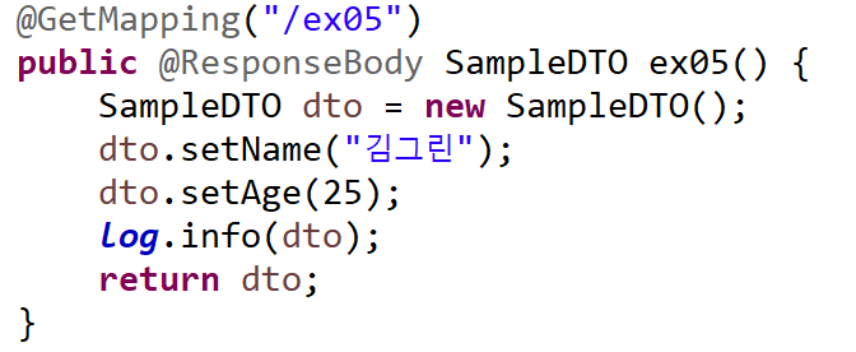 @GetMapping("/ex05")
public @ResponseBody SampleDTO ex05() {
    SampleDTO dto = new SampleDTO();
    dto.setName("김그린");
    dto.setAge(25);
    log.info(dto);
    return dto;
}